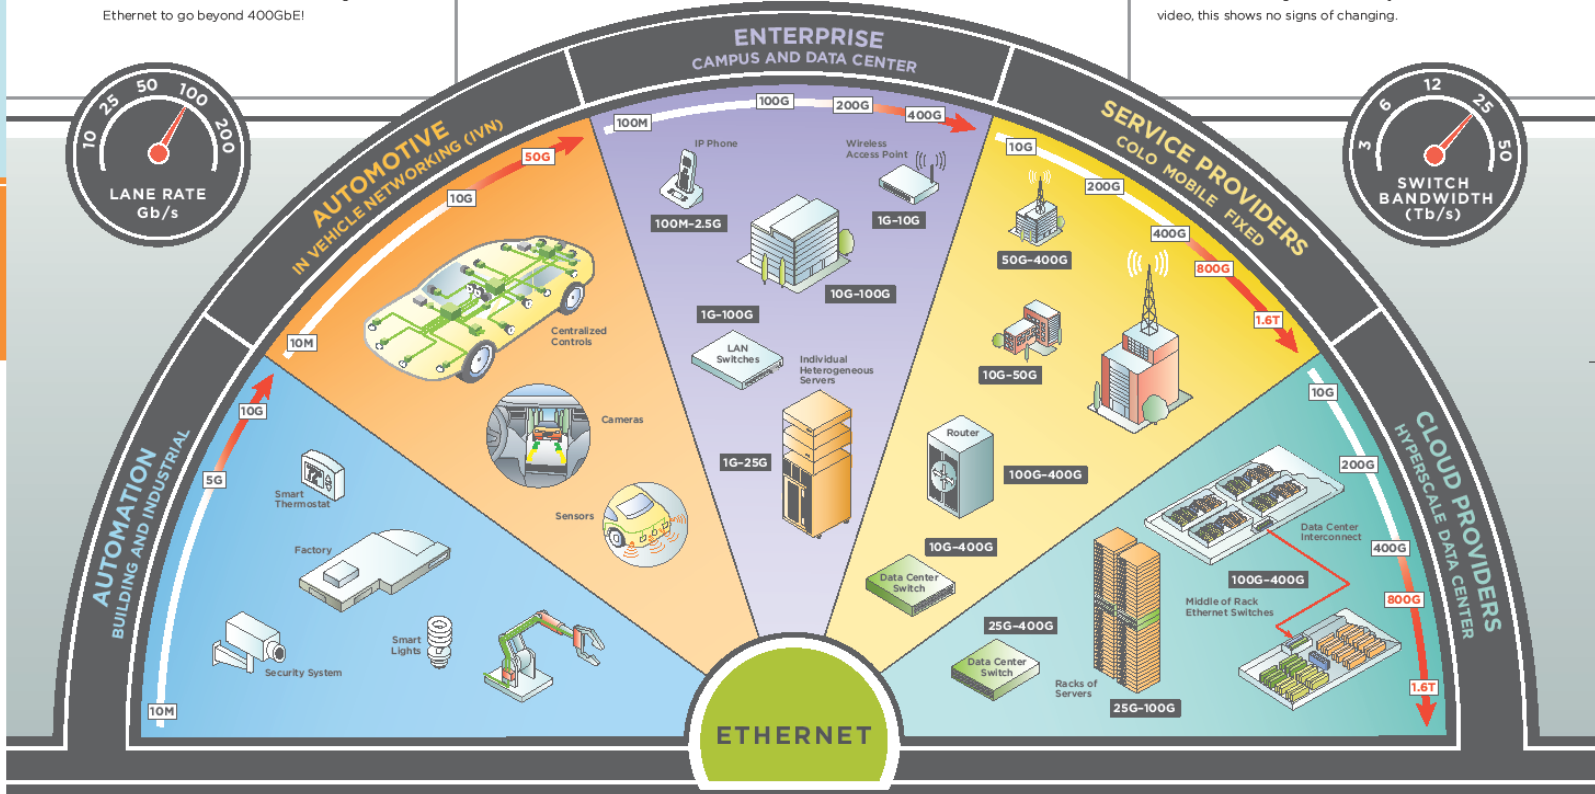 Ethernet to go beyond 400GbE!
video, this shows no signs of changing.
10
25
50
100
200
LANE RATE
Gb/s
3
6
12
25
50
SWITCH
BANDWIDTH
(Tb/s)
AUTOMATION
BUILDING AND INDUSTRIAL
10M
5G
10G
Smart
Thermostat
Factory
Security System
Smart
Lights
AUTOMOTIVE
IN VEHICLE NETWORKING (IVN)
10M
10G
50G
Centralized
Controls
Cameras
Sensors
ENTERPRISE
CAMPUS AND DATA CENTER
100M
100G
200G
400G
IP Phone
100M–2.5G
Wireless
Access Point
1G–10G
10G–100G
1G–100G
LAN
Switches
Individual
Heterogeneous
Servers
1G–25G
SERVICE PROVIDERS
COLO MOBILE FIXED
10G
200G
400G
800G
1.6T
50G–400G
10G–50G
Router
100G–400G
10G–400G
Data Center
Switch
CLOUD PROVIDERS
HYPERSCALE DATA CENTER
10G
200G
400G
800G
1.6T
Data Center
Interconnect
100G–400G
Middle of Rack
Ethernet Switches
25G–400G
Data Center
Switch
Racks of
Servers
25G–100G
ETHERNET